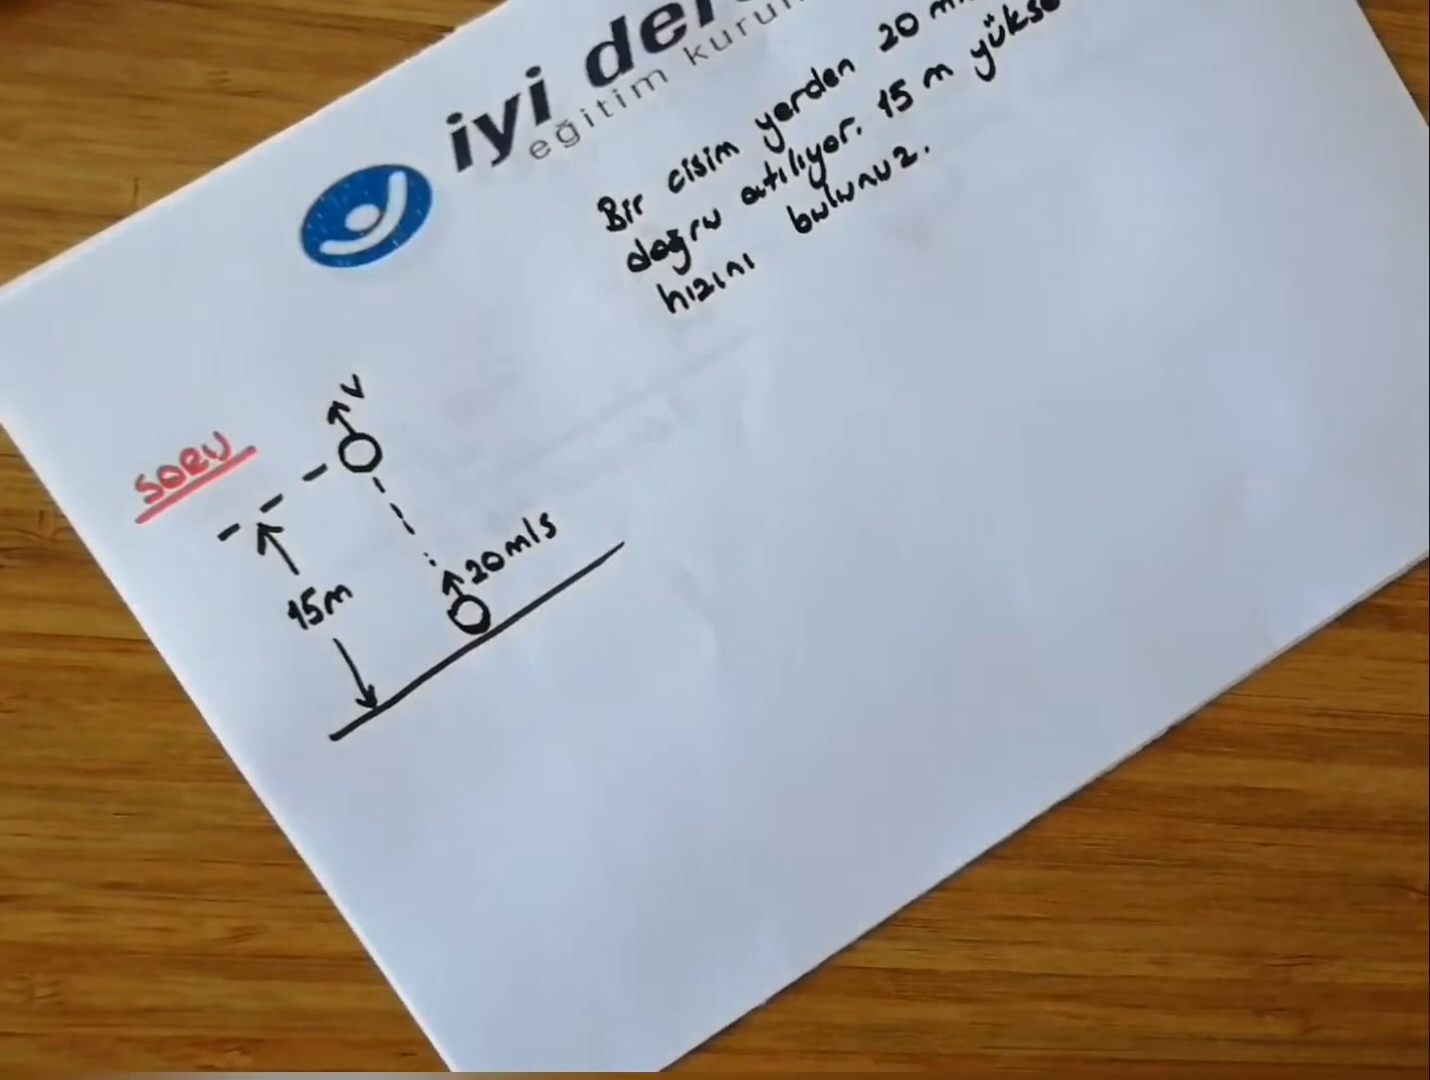 iyi
eğitim
Bir cisim yerden 20
doğru atılıyor. 15 m
hızını bulunuz.
SORU
V
15m
20m/s